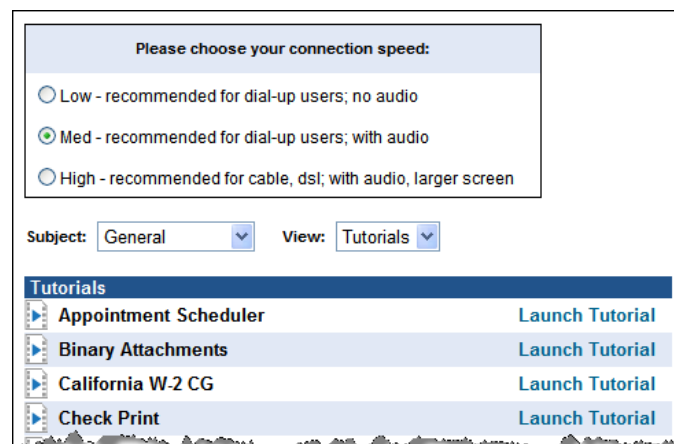 Please choose your connection speed:
Low - recommended for dial-up users; no audio
Med - recommended for dial-up users; with audio
High - recommended for cable, dsl; with audio, larger screen
Subject: General View: Tutorials
Tutorials
Appointment Scheduler Launch Tutorial
Binary Attachments Launch Tutorial
California W-2 CG Launch Tutorial
Check Print Launch Tutorial